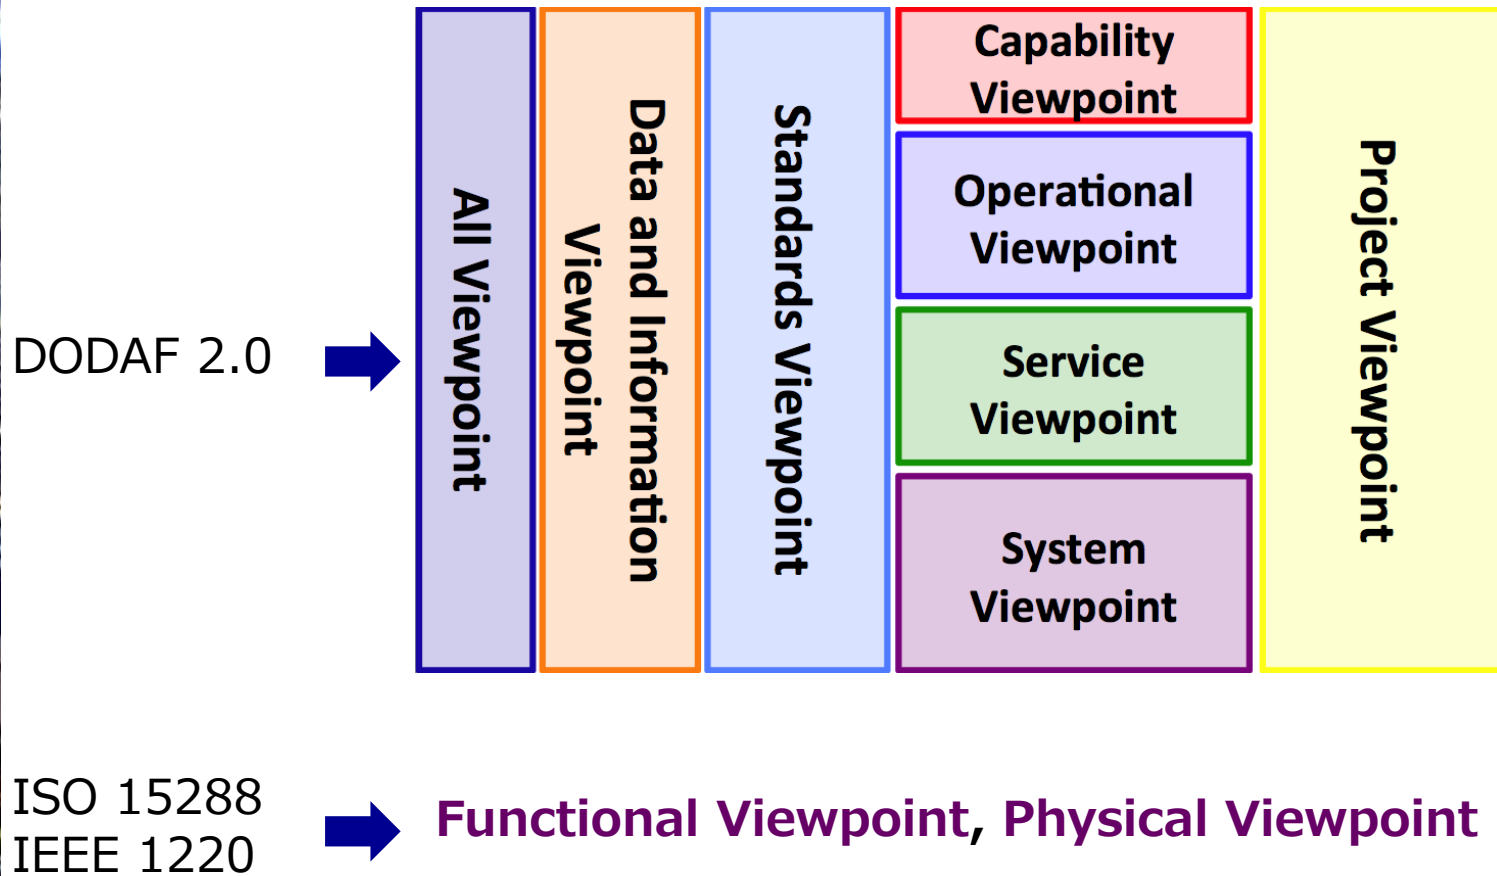 DODAF 2.0
All Viewpoint
Data and Information
Viewpoint
Standards Viewpoint
Capability
Viewpoint
Operational
Viewpoint
Service
Viewpoint
System
Viewpoint
Project Viewpoint
ISO 15288
IEEE 1220
Functional Viewpoint, Physical Viewpoint